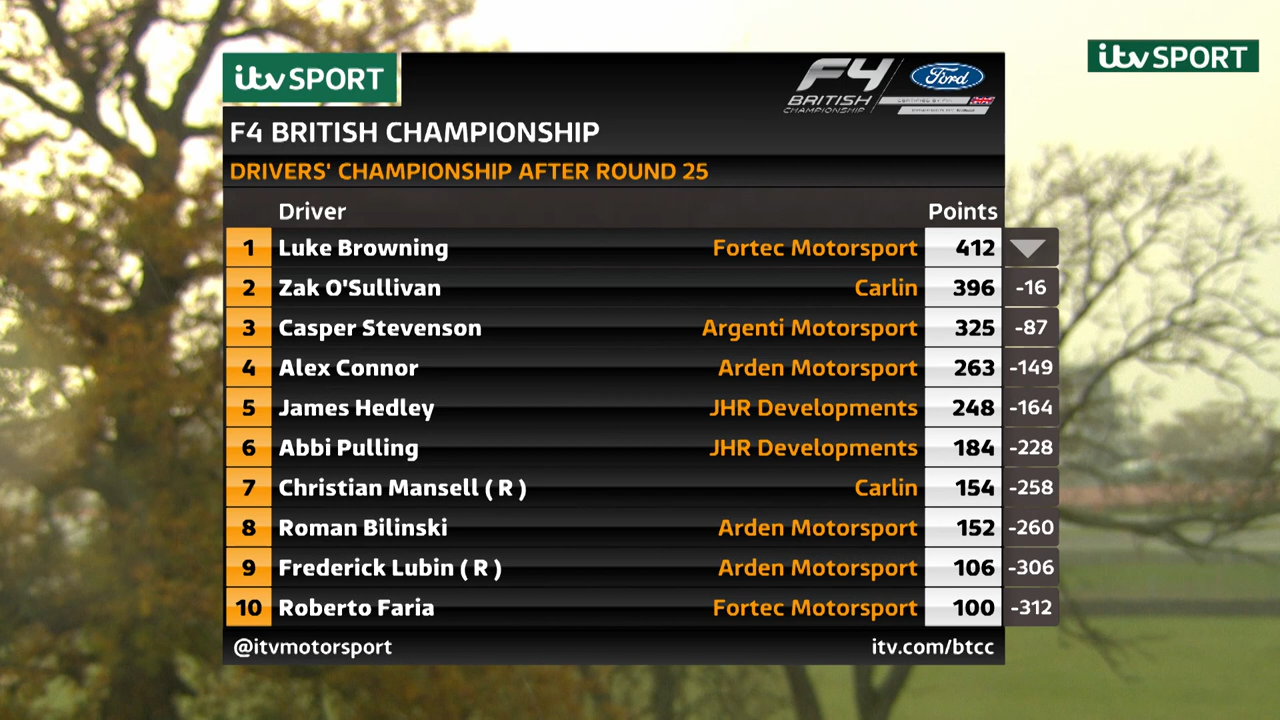 itv SPORT
itv SPORT
F4 Ford
BRITISH
CHAMPIONSHIP
F4 BRITISH CHAMPIONSHIP
DRIVERS' CHAMPIONSHIP AFTER ROUND 25
Driver Points
1 Luke Browning Fortec Motorsport 412
2 Zak O'Sullivan Carlin 396 -16
3 Casper Stevenson Argenti Motorsport 325 -87
4 Alex Connor Arden Motorsport 263 -149
5 James Hedley JHR Developments 248 -164
6 Abbi Pulling JHR Developments 184 -228
7 Christian Mansell ( R ) Carlin 154 -258
8 Roman Bilinski Arden Motorsport 152 -260
9 Frederick Lubin ( R ) Arden Motorsport 106 -306
10 Roberto Faria Fortec Motorsport 100 -312
@itvmotorsport itv.com/btcc